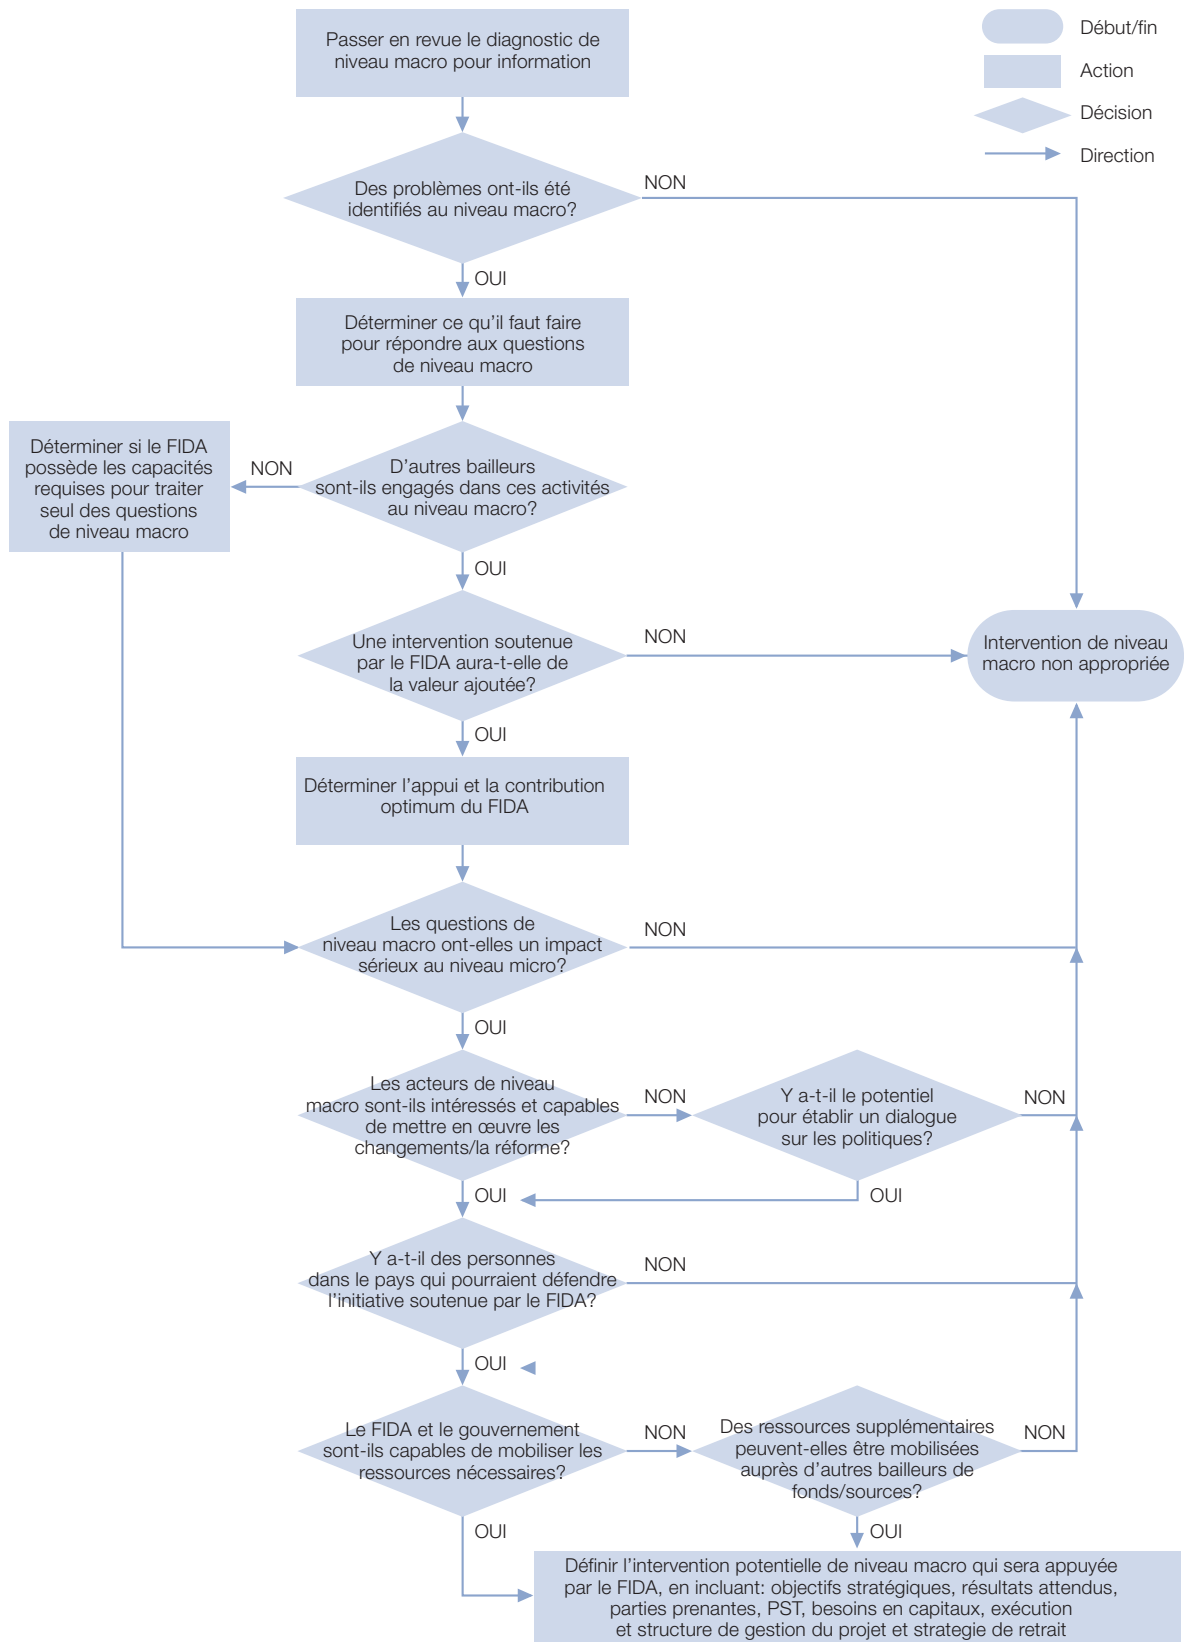 Passer en revue le diagnostic de
niveau macro pour information
Début/fin
Action
Décision
Direction
Des problèmes ont-ils été
identifiés au niveau macro?
NON
OUI
Déterminer ce qu'il faut faire
pour répondre aux questions
de niveau macro
Déterminer si le FIDA
possède les capacités
requises pour traiter
seul des questions
de niveau macro
NON
D'autres bailleurs
sont-ils engagés dans ces activités
au niveau macro?
OUI
Une intervention soutenue
par le FIDA aura-t-elle de
la valeur ajoutée?
NON
Intervention de niveau
macro non appropriée
OUI
Déterminer l'appui et la contribution
optimum du FIDA
Les questions de
niveau macro ont-elles un impact
sérieux au niveau micro?
NON
OUI
Les acteurs de niveau
macro sont-ils intéressés et capables
de mettre en œuvre les
changements/la réforme?
NON
Y a-t-il le potentiel
pour établir un dialogue
sur les politiques?
NON
OUI
OUI
Y a-t-il des personnes
dans le pays qui pourraient défendre
l'initiative soutenue par le FIDA?
NON
OUI
Le FIDA et le gouvernement
sont-ils capables de mobiliser les
ressources nécessaires?
NON
Des ressources supplémentaires
peuvent-elles être mobilisées
auprès d'autres bailleurs de
fonds/sources?
NON
OUI
OUI
Définir l'intervention potentielle de niveau macro qui sera appuyée
par le FIDA, en incluant: objectifs stratégiques, résultats attendus,
parties prenantes, PST, besoins en capitaux, exécution
et structure de gestion du projet et strategie de retrait